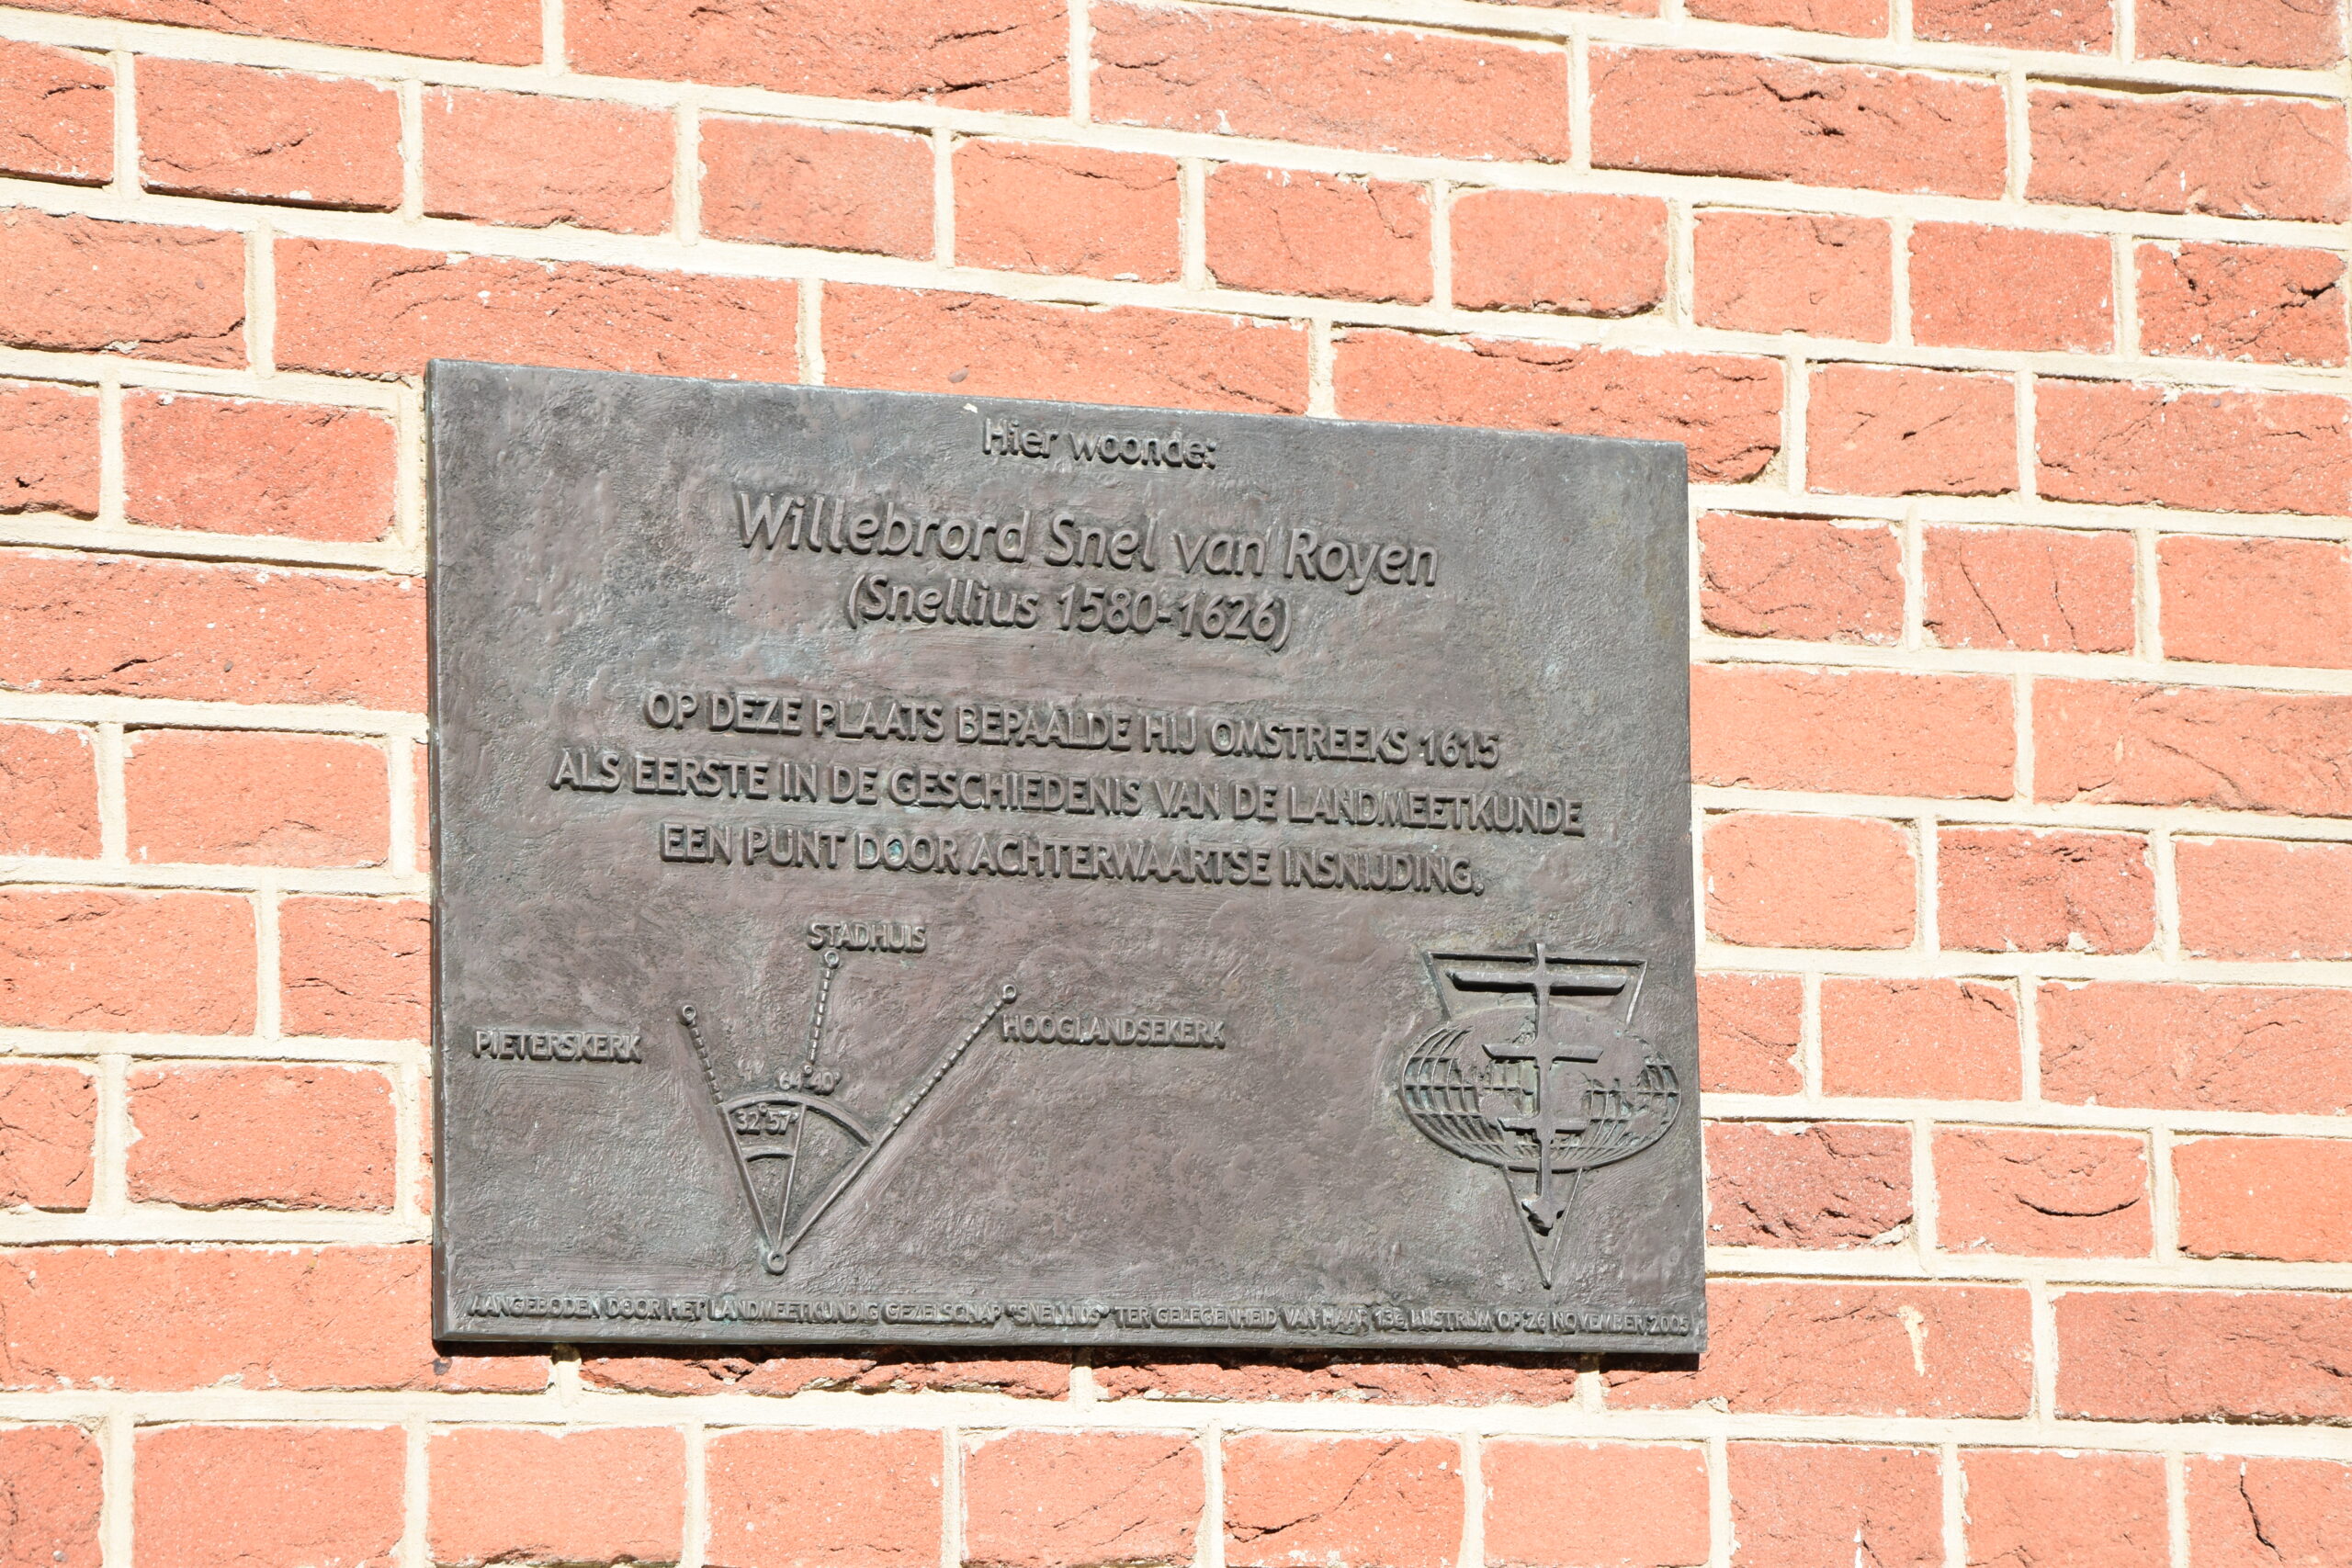 Hier woonde:
Willebrord Snel van Royen
(Snellius 1580-1626)
OP DEZE PLAATS BEPAALDE HIJ OMSTREEKS 1615
ALS EERSTE IN DE GESCHIEDENIS VAN DE LANDMEETKUNDE
EEN PUNT DOOR ACHTERWAARTSE INSNIJDING.
STADHUIS
PIETERSKERK
HOOGLANDSEKERK
64°40'
32°57'
AANGEBODEN DOOR HET LANDMEETKUNDIG GEZELSCHAP "SNELLIUS" TER GELEGENHEID VAN HAAR 15e LUSTRUM OP 26 NOVEMBER 2005